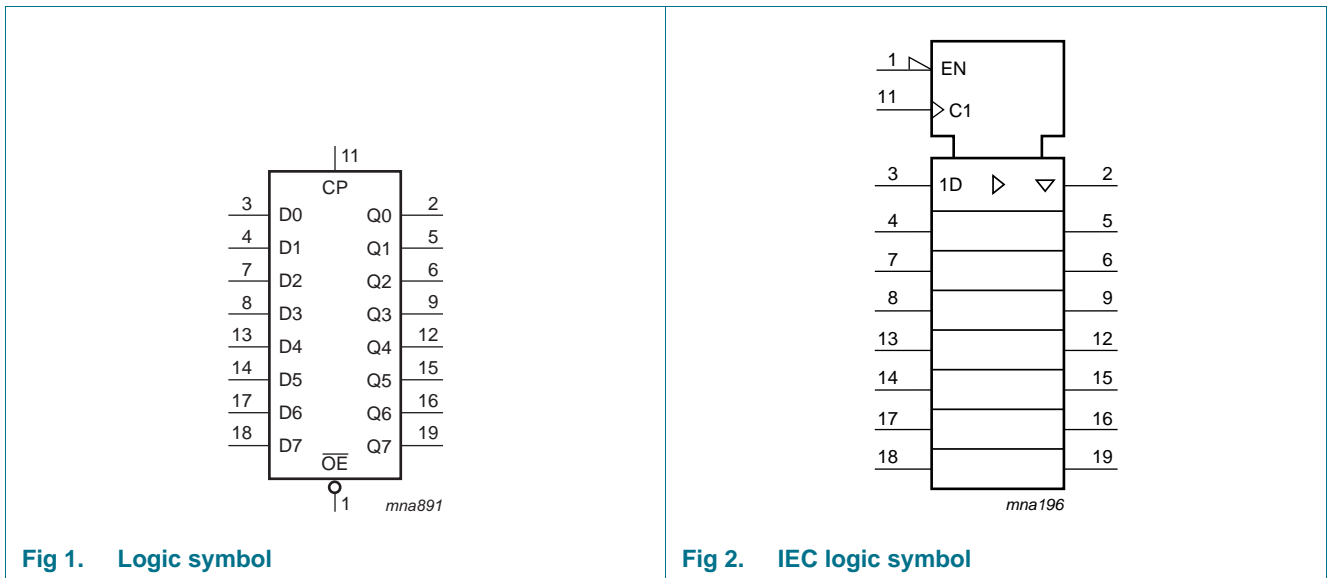 11
CP
3 D0 Q0 2
4 D1 Q1 5
7 D2 Q2 6
8 D3 Q3 9
13 D4 Q4 12
14 D5 Q5 15
17 D6 Q6 16
18 D7 Q7 19
OE
1 mna891
Fig 1. Logic symbol
1 EN
11 C1
3 1D 2
4 5
7 6
8 9
13 12
14 15
17 16
18 19
mna196
Fig 2. IEC logic symbol